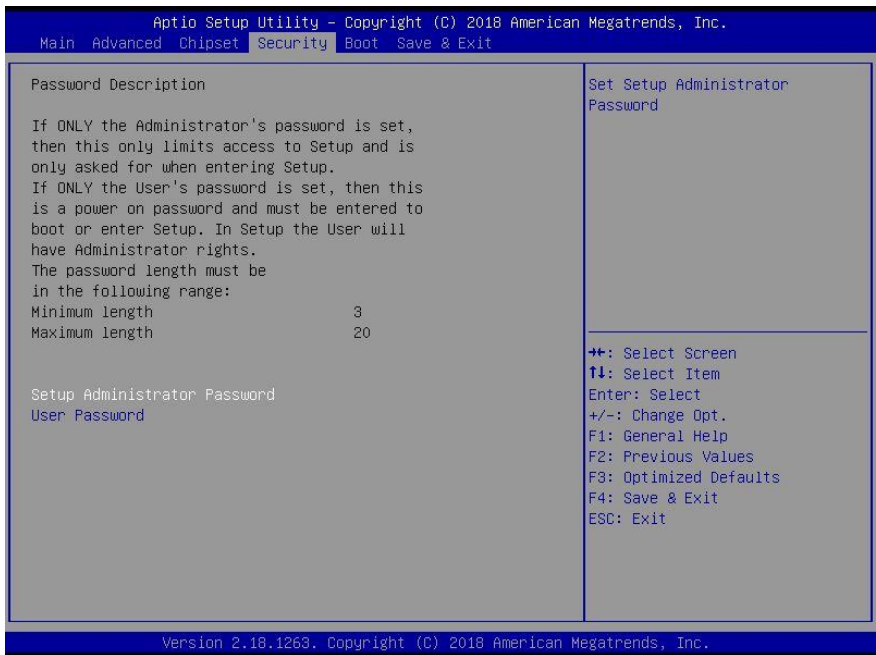 Aptio Setup Utility – Copyright (C) 2018 American Megatrends, Inc.
Main Advanced Chipset Security Boot Save & Exit
Password Description
If ONLY the Administrator's password is set,
then this only limits access to Setup and is
only asked for when entering Setup.
If ONLY the User's password is set, then this
is a power on password and must be entered to
boot or enter Setup. In Setup the User will
have Administrator rights.
The password length must be
in the following range:
Minimum length 3
Maximum length 20
Setup Administrator Password
User Password
Set Setup Administrator
Password
→←: Select Screen
↑↓: Select Item
Enter: Select
+/-: Change Opt.
F1: General Help
F2: Previous Values
F3: Optimized Defaults
F4: Save & Exit
ESC: Exit
Version 2.18.1263. Copyright (C) 2018 American Megatrends, Inc.